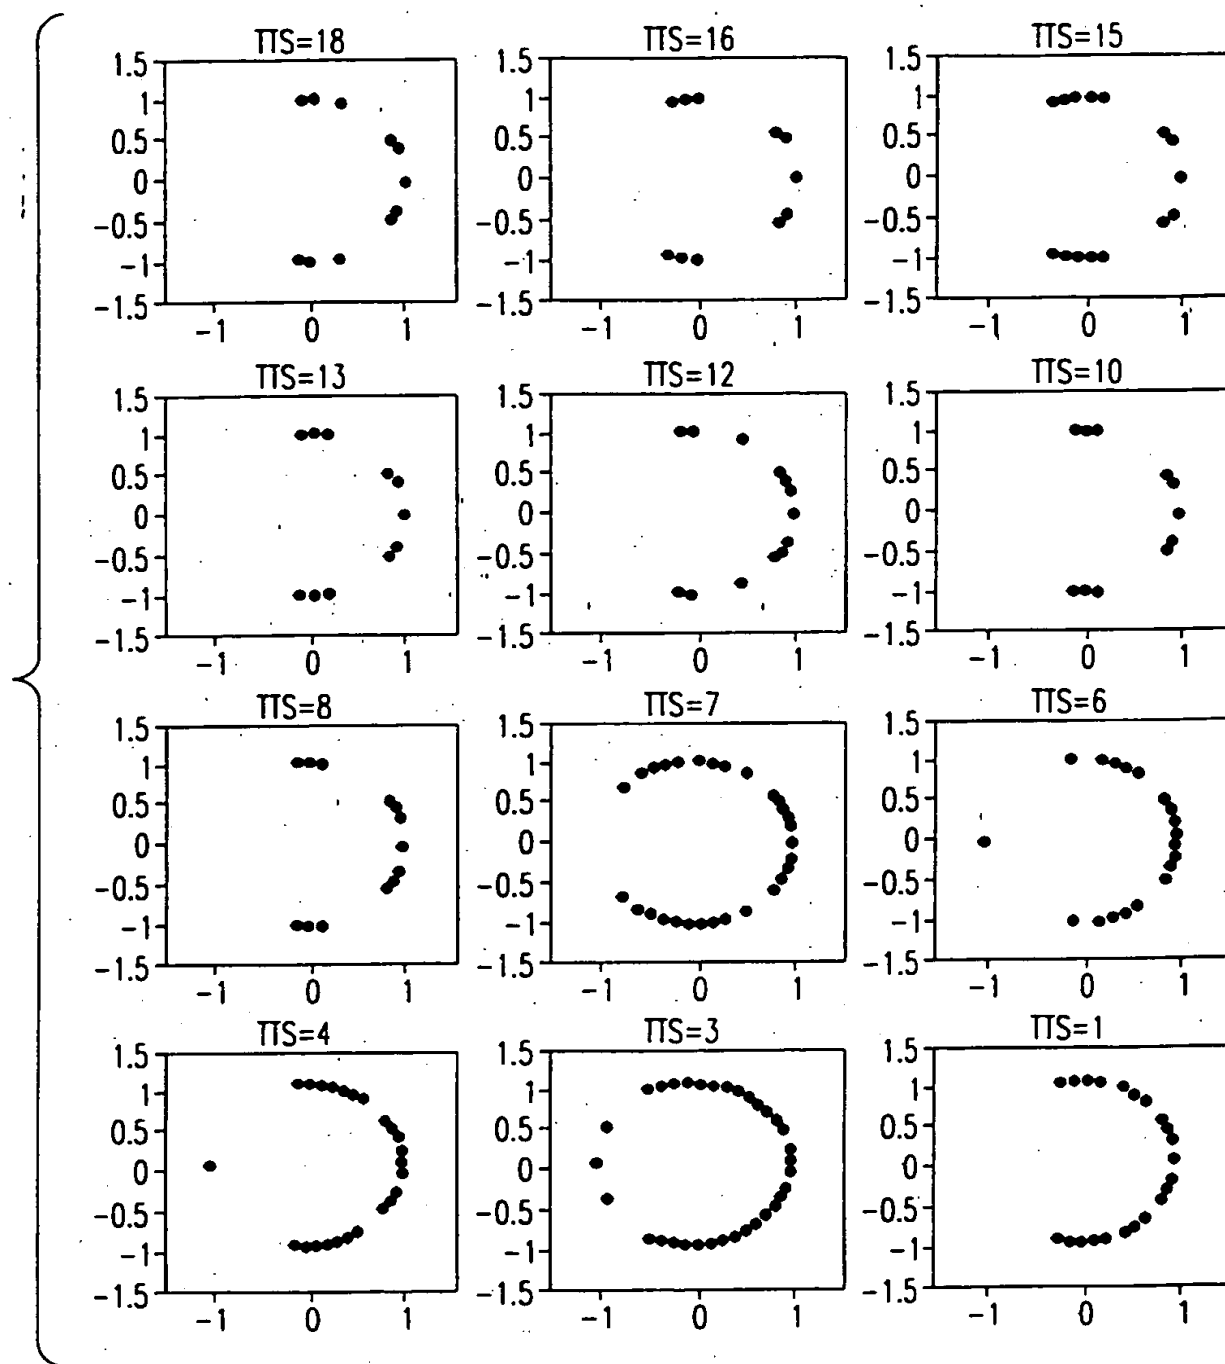 TTS=18 TTS=16 TTS=15
1.5 1.5 1.5
1 1 1
0.5 0.5 0.5
0 0 0
-0.5 -0.5 -0.5
-1 -1 -1
-1.5 -1.5 -1.5
-1 0 1 -1 0 1 -1 0 1
TTS=13 TTS=12 TTS=10
1.5 1.5 1.5
1 1 1
0.5 0.5 0.5
0 0 0
-0.5 -0.5 -0.5
-1 -1 -1
-1.5 -1.5 -1.5
-1 0 1 -1 0 1 -1 0 1
TTS=8 TTS=7 TTS=6
1.5 1.5 1.5
1 1 1
0.5 0.5 0.5
0 0 0
-0.5 -0.5 -0.5
-1 -1 -1
-1.5 -1.5 -1.5
-1 0 1 -1 0 1 -1 0 1
TTS=4 TTS=3 TTS=1
1.5 1.5 1.5
1 1 1
0.5 0.5 0.5
0 0 0
-0.5 -0.5 -0.5
-1 -1 -1
-1.5 -1.5 -1.5
-1 0 1 -1 0 1 -1 0 1